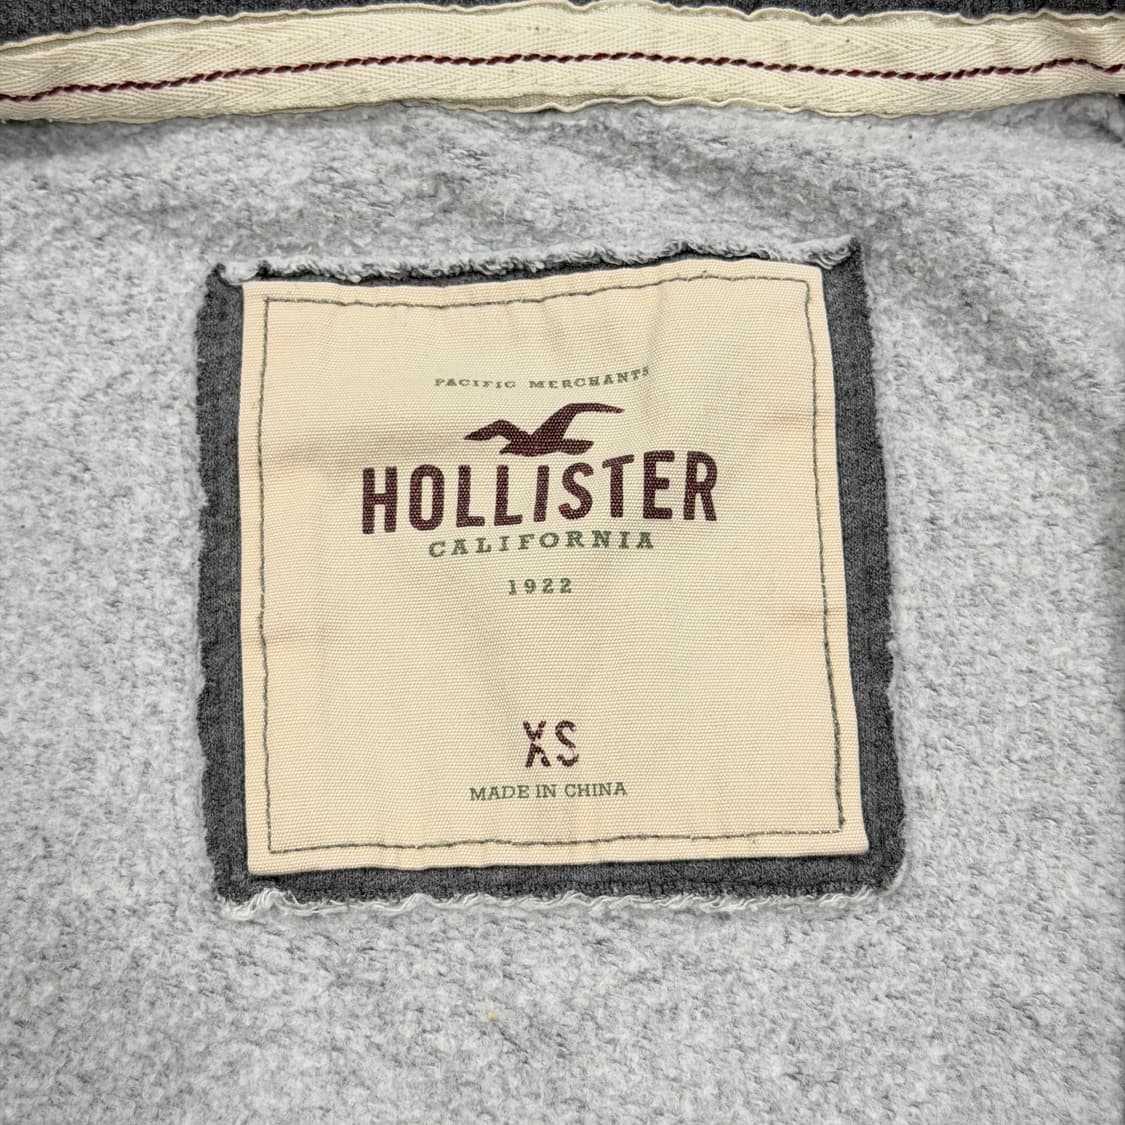 PACIFIC MERCHANTS
HOLLISTER
CALIFORNIA
1922
XS
MADE IN CHINA